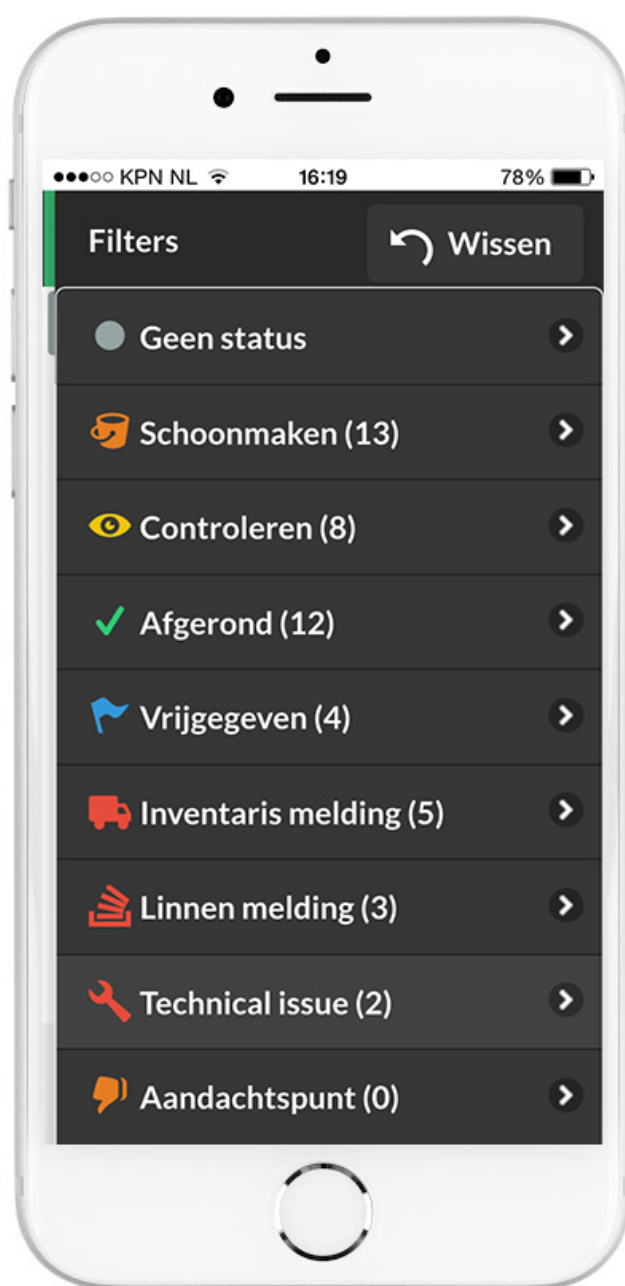 KPN NL 16:19 78%
Filters Wissen
Geen status
Schoonmaken (13)
Controleren (8)
Afgerond (12)
Vrijgegeven (4)
Inventaris melding (5)
Linnen melding (3)
Technical issue (2)
Aandachtspunt (0)